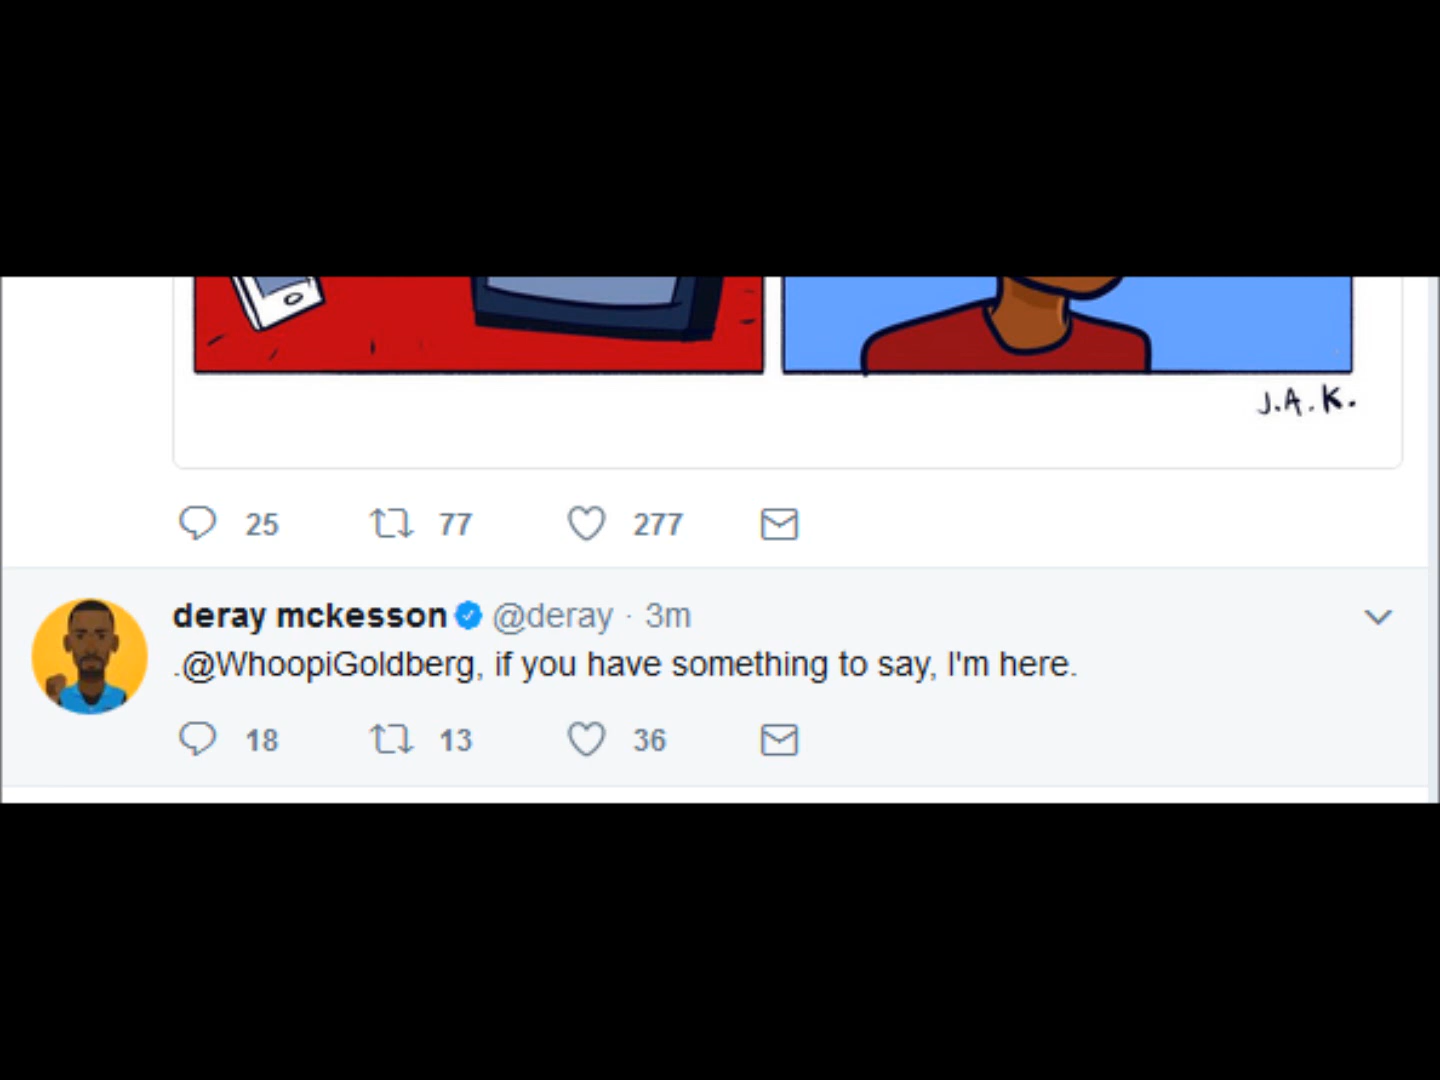 J.A.K.
25 77 277
deray mckesson @deray · 3m
.@WhoopiGoldberg, if you have something to say, I'm here.
18 13 36